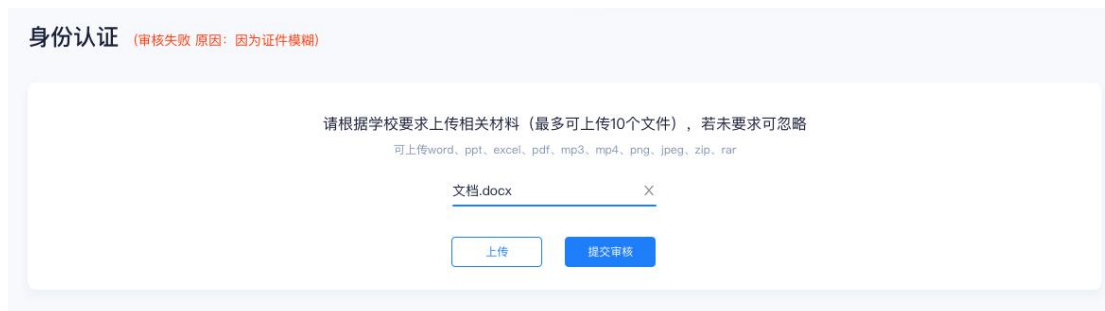 身份认证 (审核失败 原因：因为证件模糊)
请根据学校要求上传相关材料（最多可上传10个文件），若未要求可忽略
可上传word、ppt、excel、pdf、mp3、mp4、png、jpeg、zip、rar
文档.docx
上传 提交审核